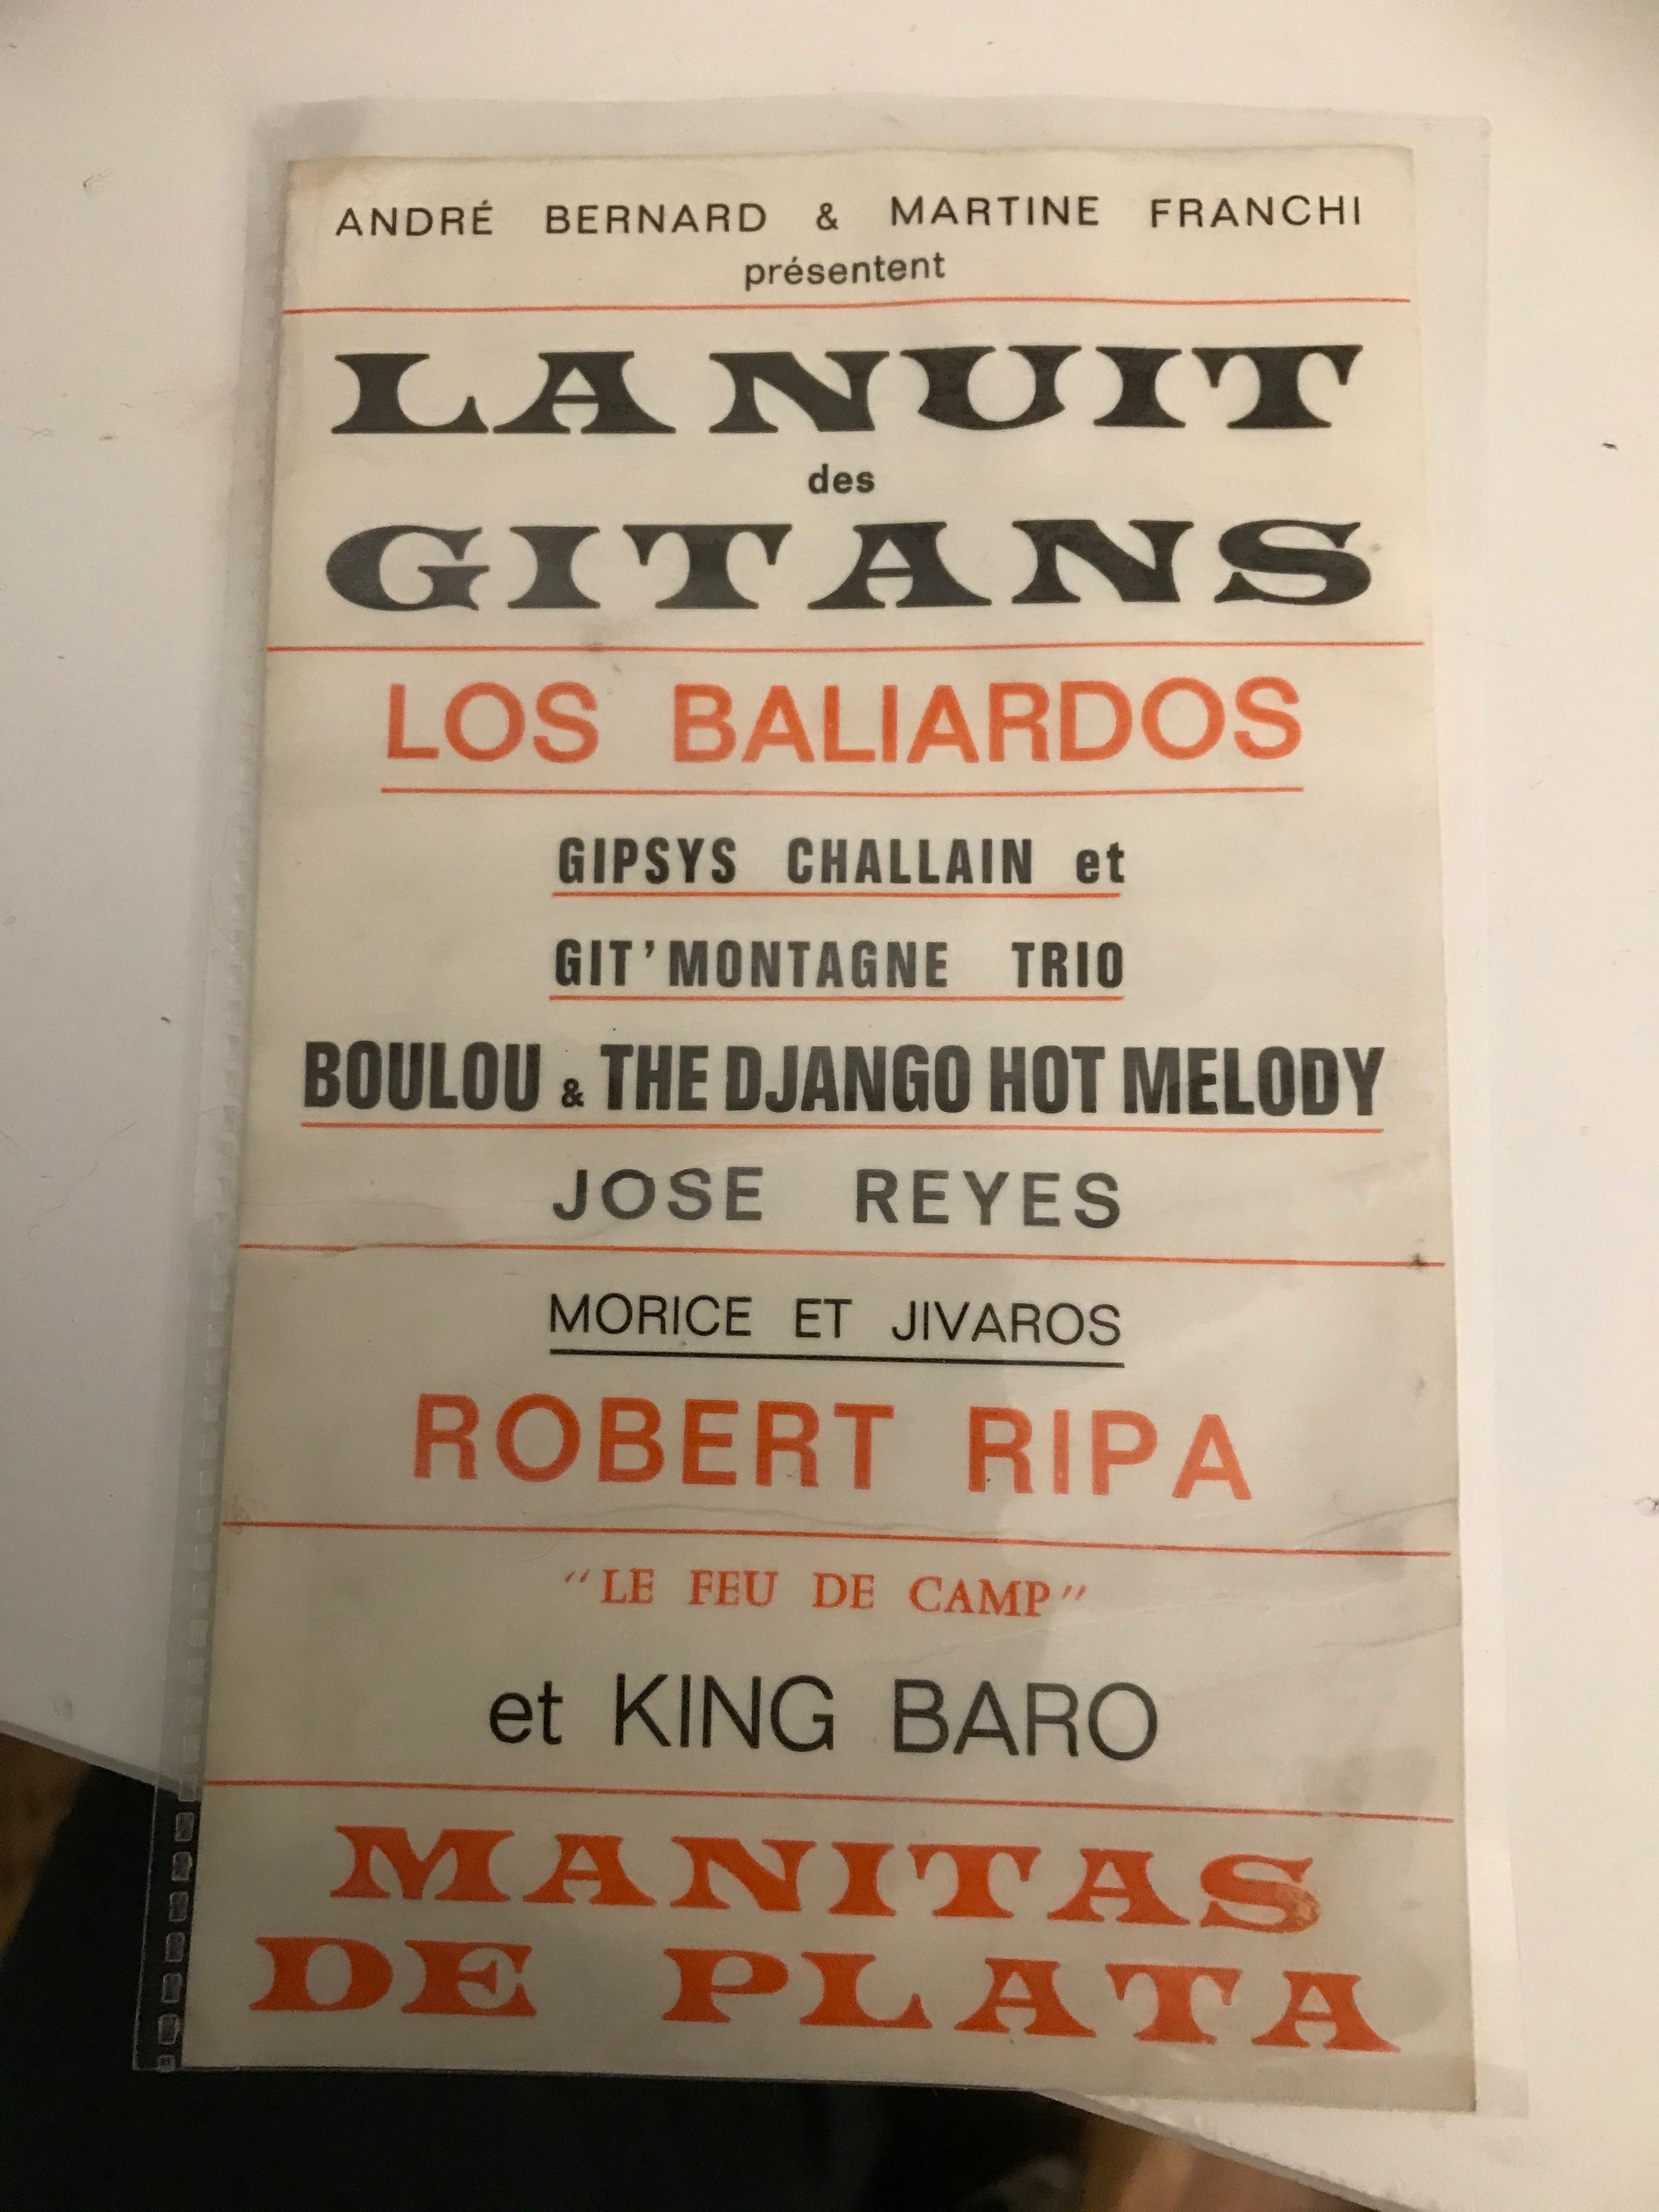 ANDRÉ BERNARD & MARTINE FRANCHI
présentent
LA NUIT
des
GITANS
LOS BALIARDOS
GIPSYS CHALLAIN et
GIT'MONTAGNE TRIO
BOULOU & THE DJANGO HOT MELODY
JOSE REYES
MORICE ET JIVAROS
ROBERT RIPA
"LE FEU DE CAMP"
et KING BARO
MANITAS
DE PLATA